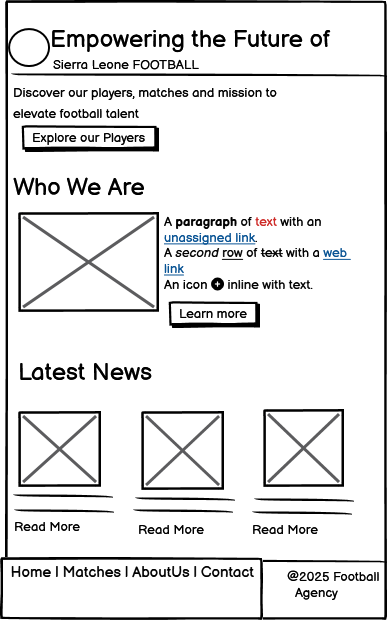 Empowering the Future of
Sierra Leone FOOTBALL
Discover our players, matches and mission to
elevate football talent
Explore our Players
Who We Are
A paragraph of text with an
unassigned link.
A second row of text with a web
link
An icon inline with text.
Learn more
Latest News
Read More
Read More
Read More
Home | Matches | AboutUs | Contact
@2025 Football
Agency